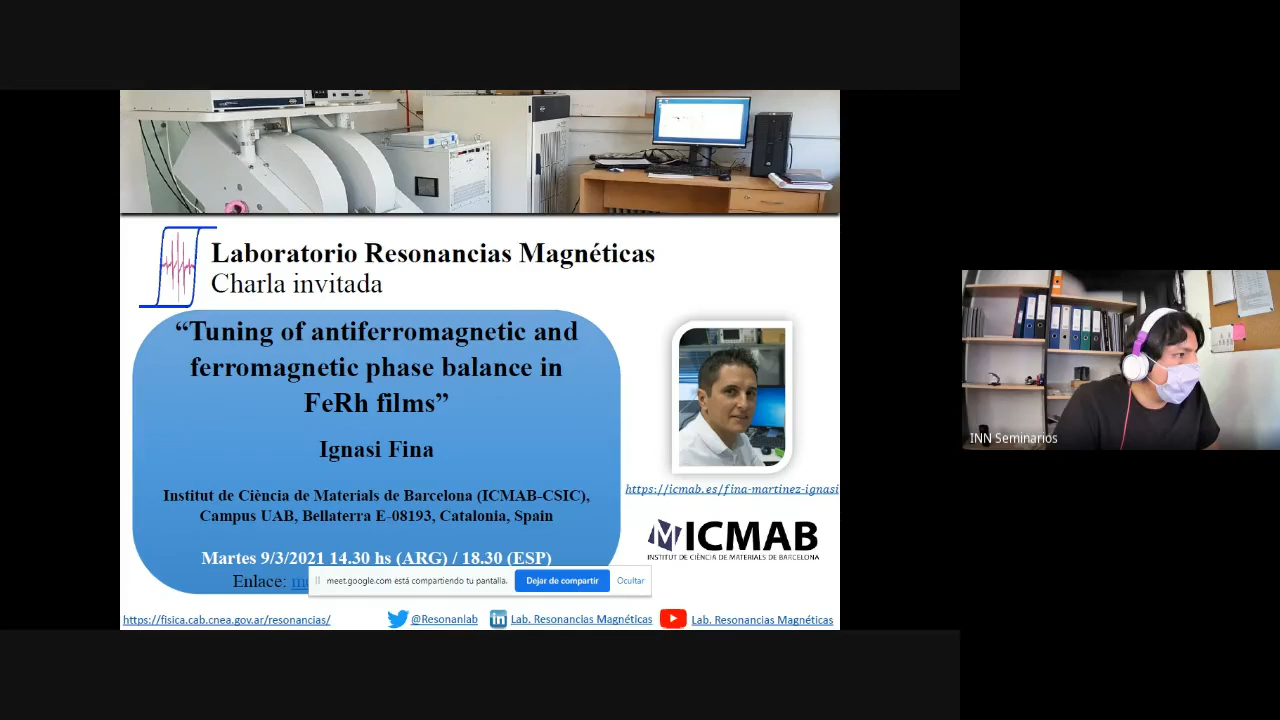 Laboratorio Resonancias Magnéticas
Charla invitada
“Tuning of antiferromagnetic and
ferromagnetic phase balance in
FeRh films”
Ignasi Fina
Institut de Ciència de Materials de Barcelona (ICMAB-CSIC),
Campus UAB, Bellaterra E-08193, Catalonia, Spain
Martes 9/3/2021 14.30 hs (ARG) / 18.30 (ESP)
Enlace:
https://icmab.es/fina-martinez-ignasi
ICMAB
INSTITUT DE CIÈNCIA DE MATERIALS DE BARCELONA
meet.google.com está compartiendo tu pantalla.
Dejar de compartir
Ocultar
https://fisica.cab.cnea.gov.ar/resonancias/
@Resonanlab
in
Lab. Resonancias Magnéticas
Lab. Resonancias Magnéticas
INN Seminarios